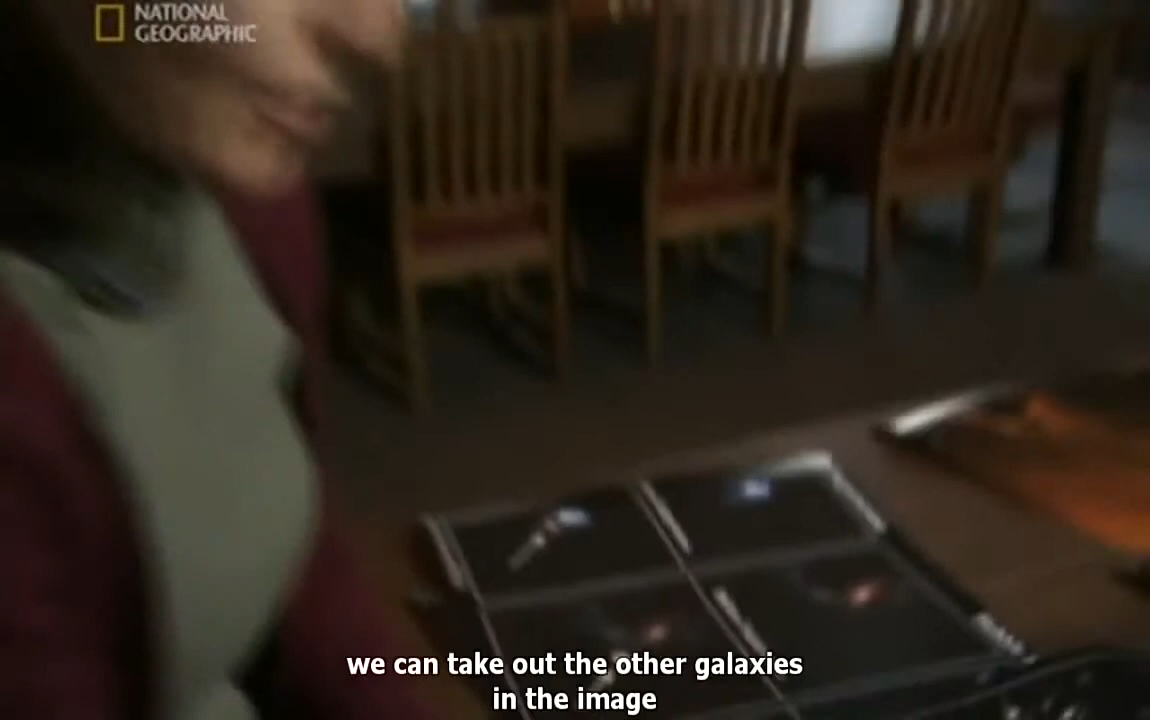 NATIONAL
GEOGRAPHIC
we can take out the other galaxies
in the image